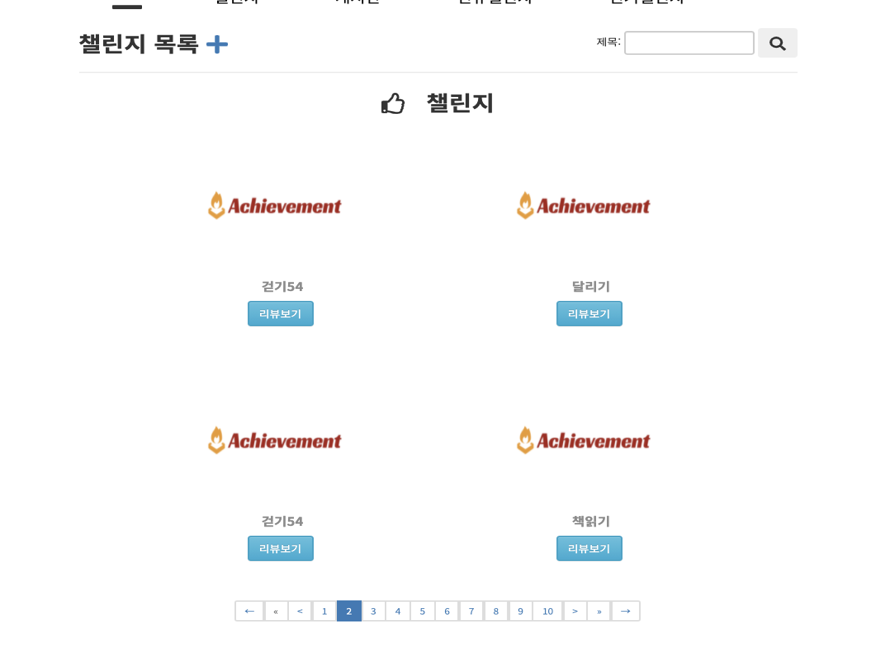 챌린지 목록
제목:
챌린지
Achievement
Achievement
걷기54
달리기
리뷰보기
리뷰보기
Achievement
Achievement
걷기54
책읽기
리뷰보기
리뷰보기
← « < 1 2 3 4 5 6 7 8 9 10 > » →